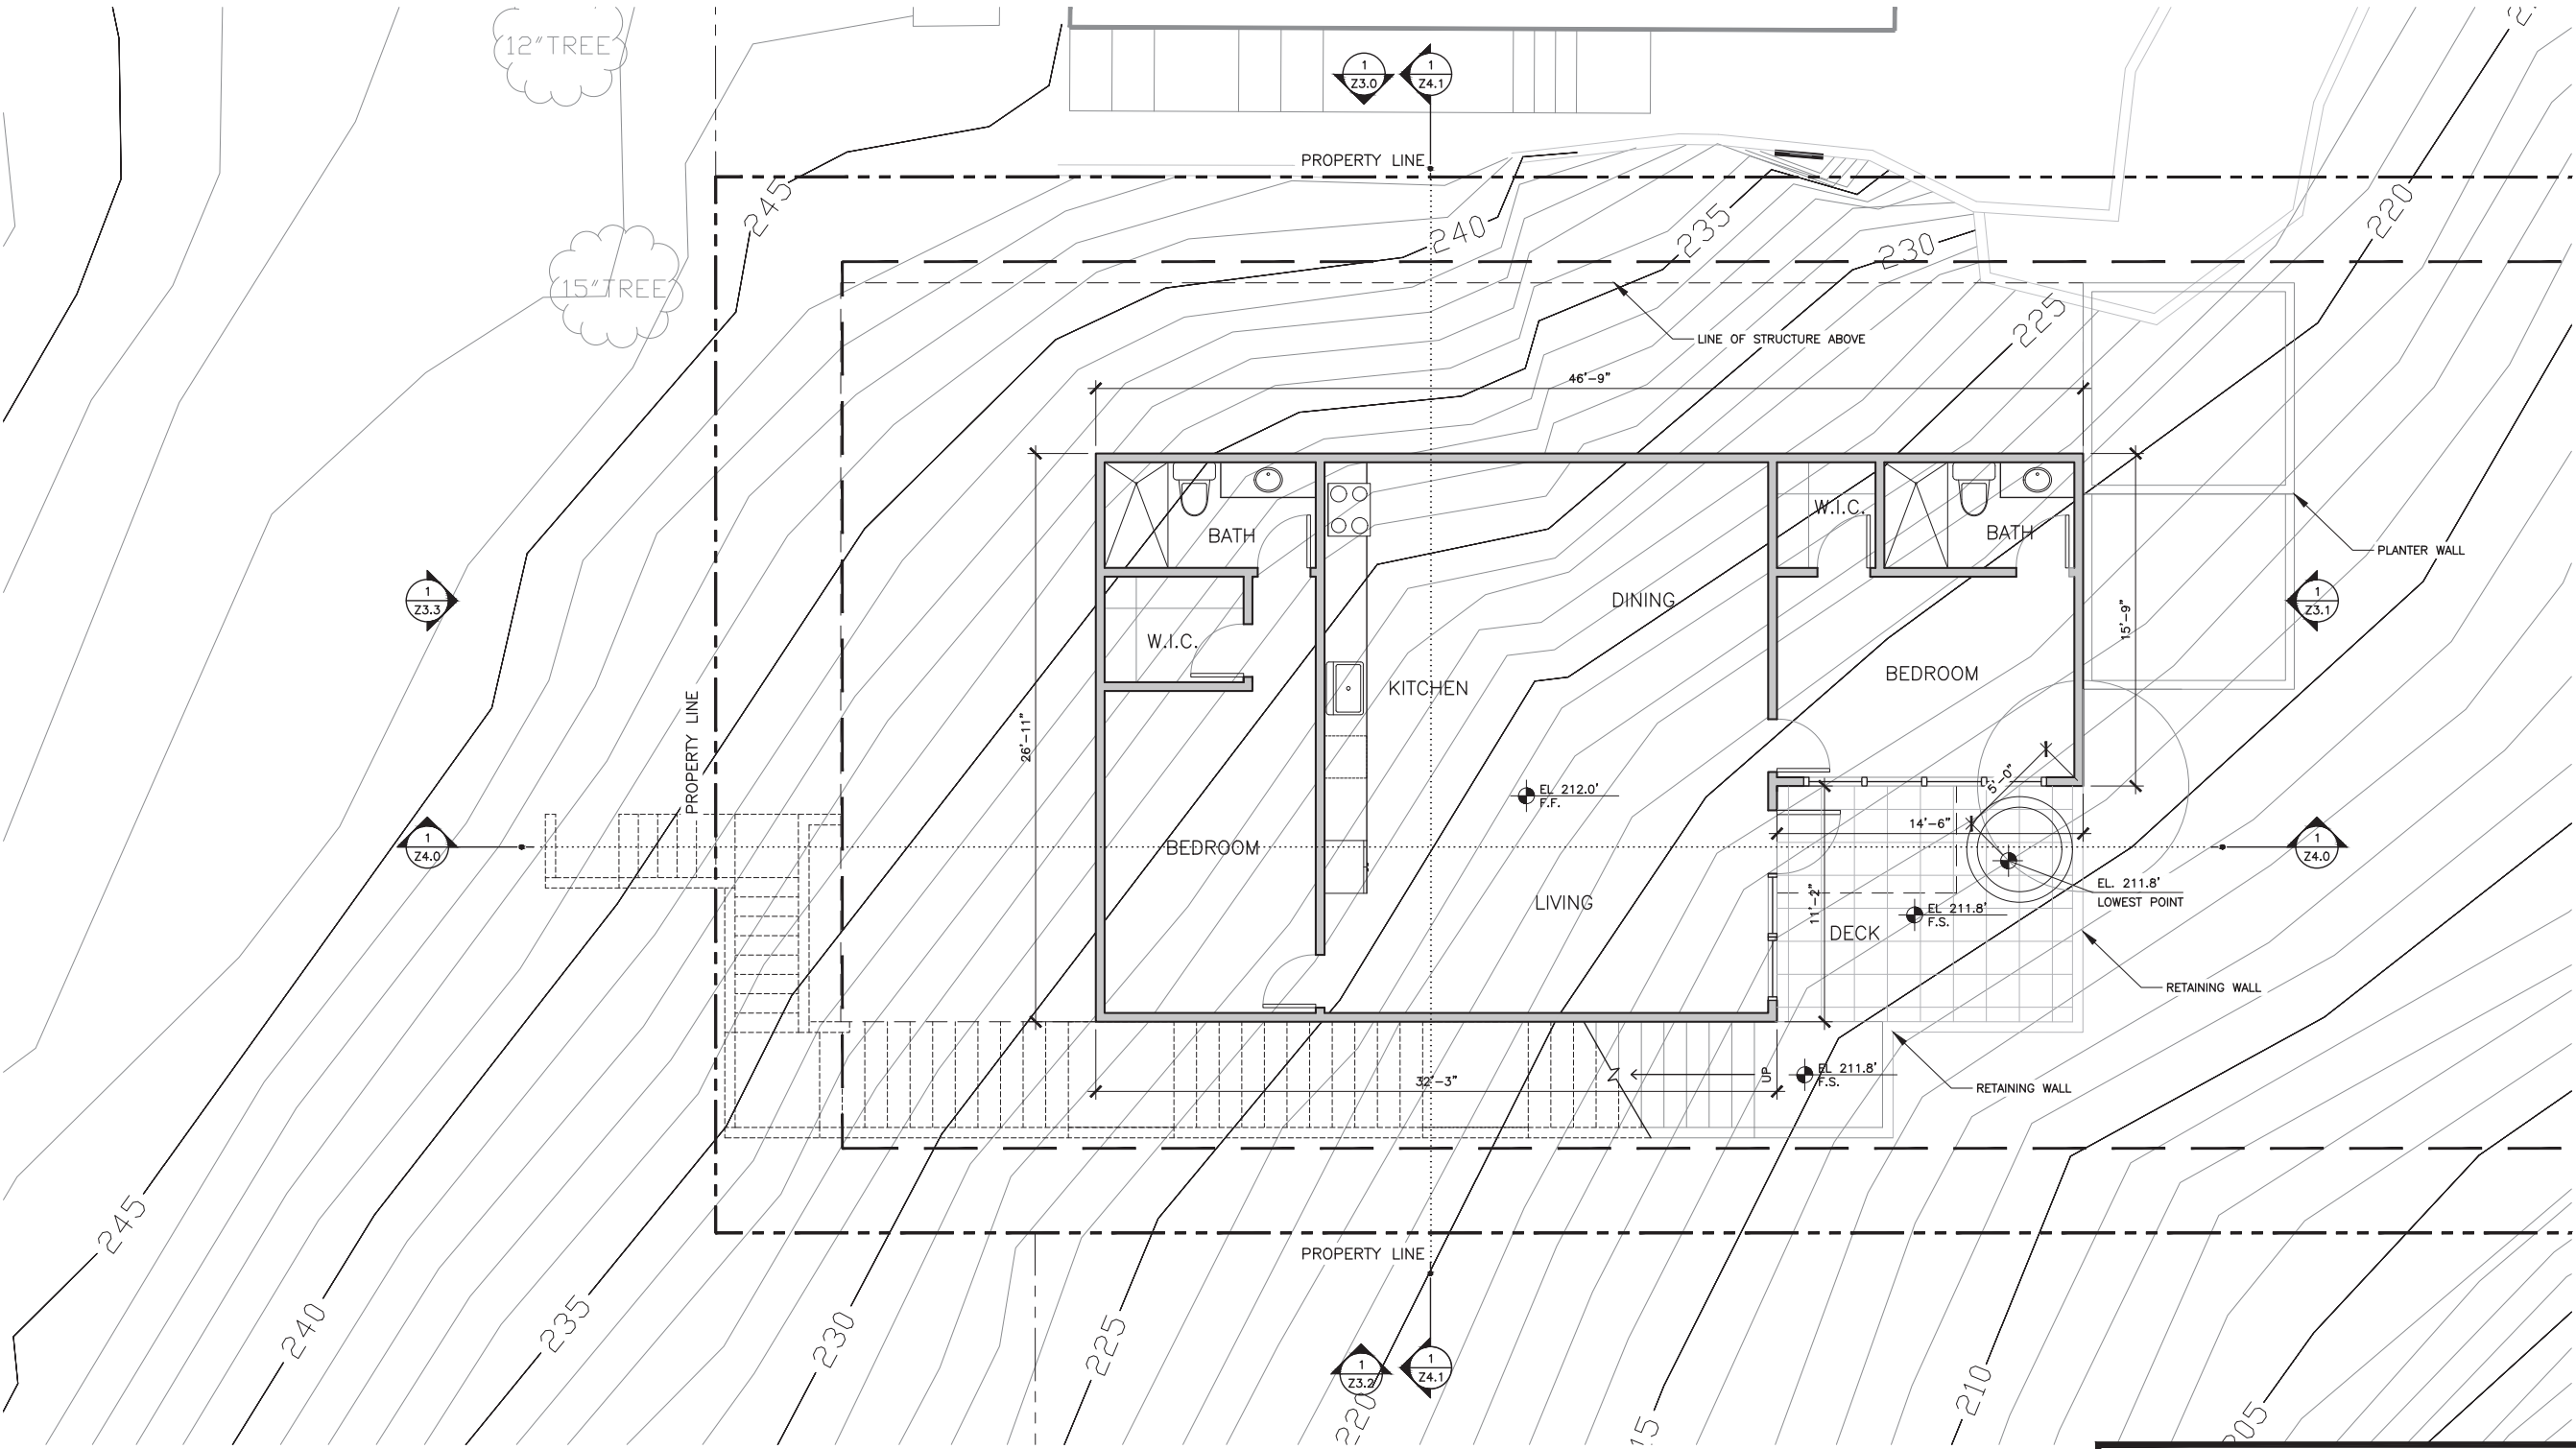 12"TREE
1
Z3.0
1
Z4.1
PROPERTY LINE
245
240
235
230
220
15"TREE
225
LINE OF STRUCTURE ABOVE
46'-9"
BATH
W.I.C.
BATH
PLANTER WALL
1
Z3.3
DINING
1
Z3.1
15'-9"
W.I.C.
KITCHEN
BEDROOM
PROPERTY LINE
26'-11"
5'-0"
EL 212.0'
F.F.
14'-6"
1
Z4.0
BEDROOM
1
Z4.0
EL. 211.8'
LOWEST POINT
LIVING
11'-2"
EL 211.8'
F.S.
DECK
RETAINING WALL
32'-3"
UP
EL 211.8'
F.S.
RETAINING WALL
245
PROPERTY LINE
240
235
230
225
1
Z3.2
1
Z4.1
220
15
210
205